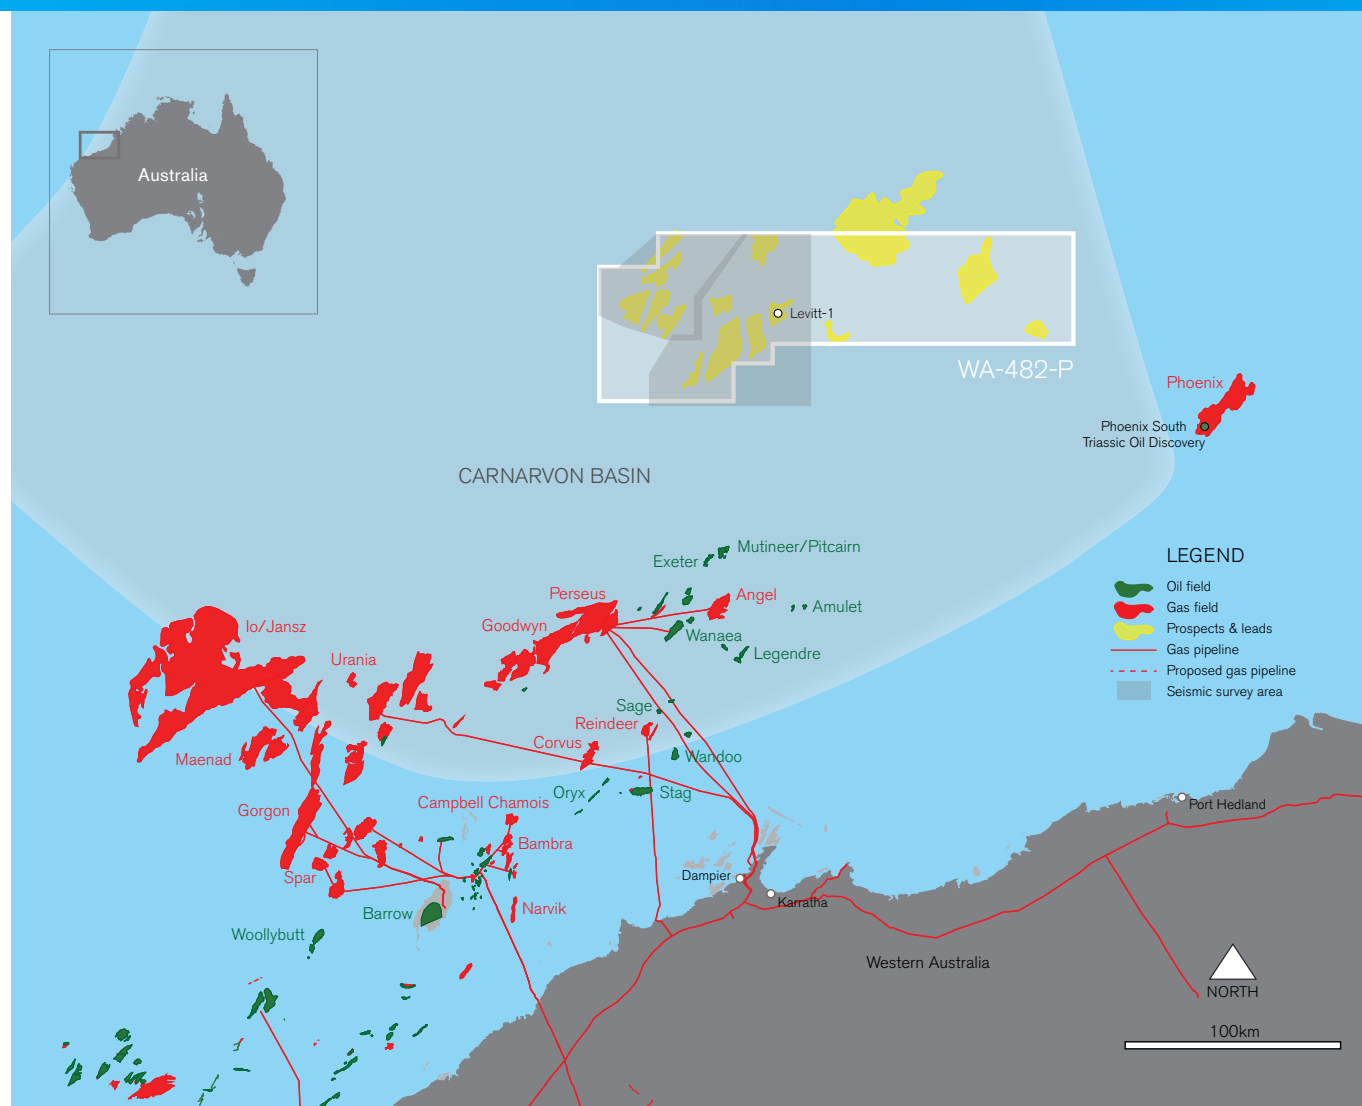 Australia
Levitt-1
WA-482-P
Phoenix
Phoenix South
Triassic Oil Discovery
CARNARVON BASIN
Mutineer/Pitcairn
Exeter
Perseus
Angel
Amulet
Io/Jansz
Goodwyn
Wanaea
Urania
Legendre
Sage
Reindeer
Corvus
Maenad
Wandoo
Oryx
Stag
Gorgon
Campbell Chamois
Bambra
Spar
Barrow
Narvik
Woollybutt
Dampier
Karratha
Port Hedland
Western Australia
LEGEND
Oil field
Gas field
Prospects & leads
Gas pipeline
Proposed gas pipeline
Seismic survey area
NORTH
100km